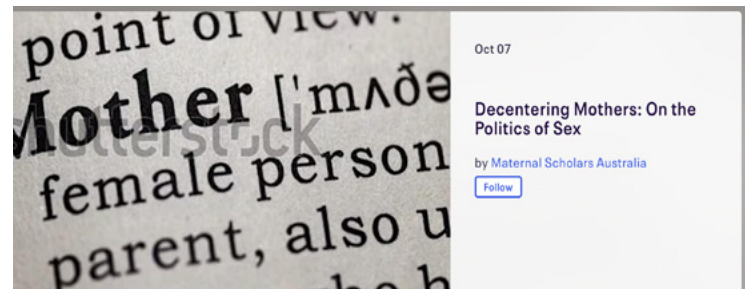 point of view.
Mother ['mʌðə
female person
parent, also u
shutterstock
Oct 07
Decentering Mothers: On the
Politics of Sex
by Maternal Scholars Australia
Follow